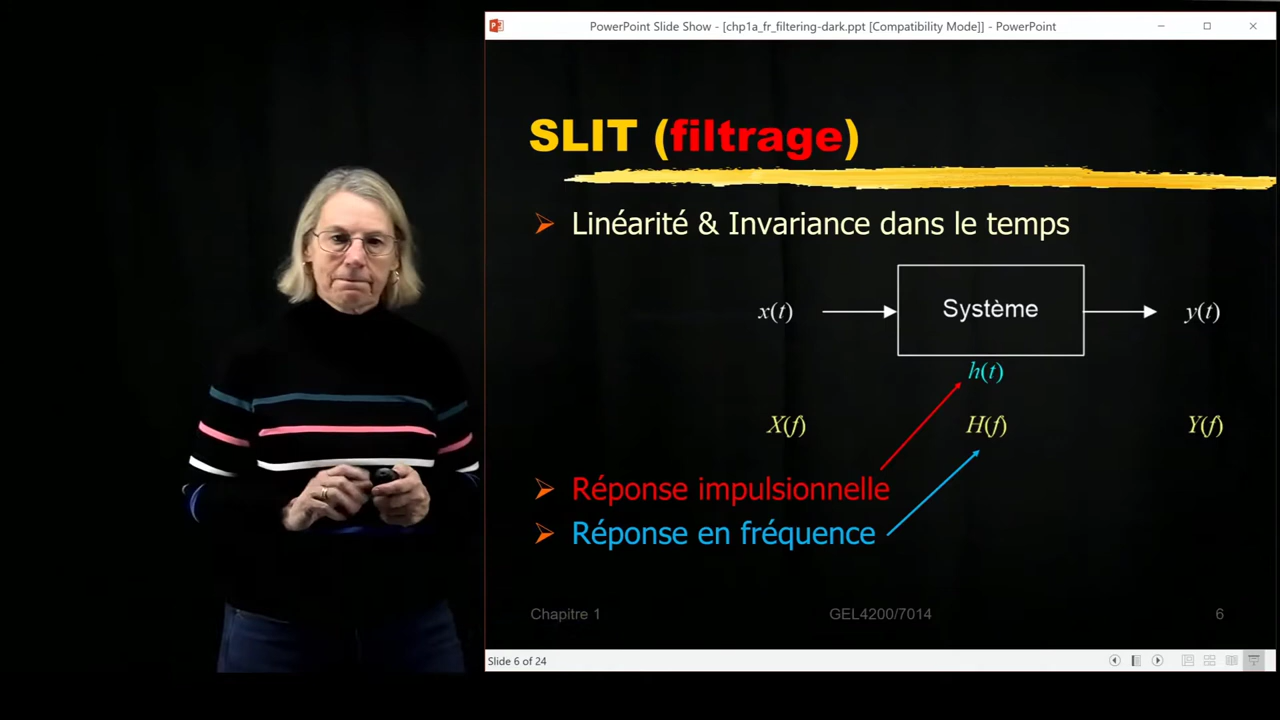 PowerPoint Slide Show - [chp1a_fr_filtering-dark.ppt [Compatibility Mode]] - PowerPoint
SLIT (filtrage)
Linéarité & Invariance dans le temps
x(t) Système y(t)
h(t)
X(f) H(f) Y(f)
Réponse impulsionnelle
Réponse en fréquence
Chapitre 1 GEL4200/7014 6
Slide 6 of 24